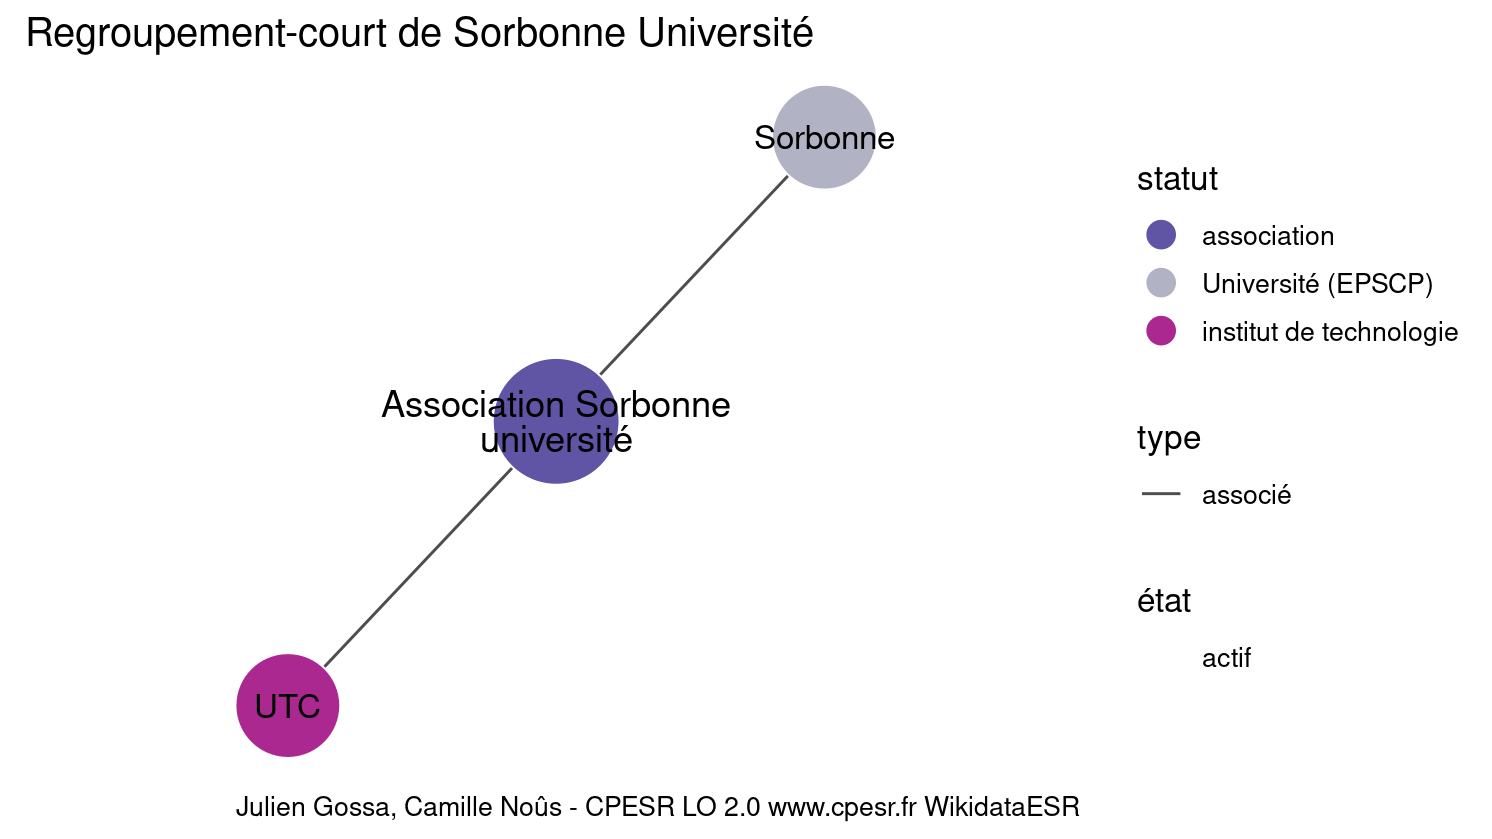 Regroupement-court de Sorbonne Université
Sorbonne
Association Sorbonne
université
UTC
statut
association
Université (EPSCP)
institut de technologie
type
associé
état
actif
Julien Gossa, Camille Noûs - CPESR LO 2.0 www.cpesr.fr WikidataESR